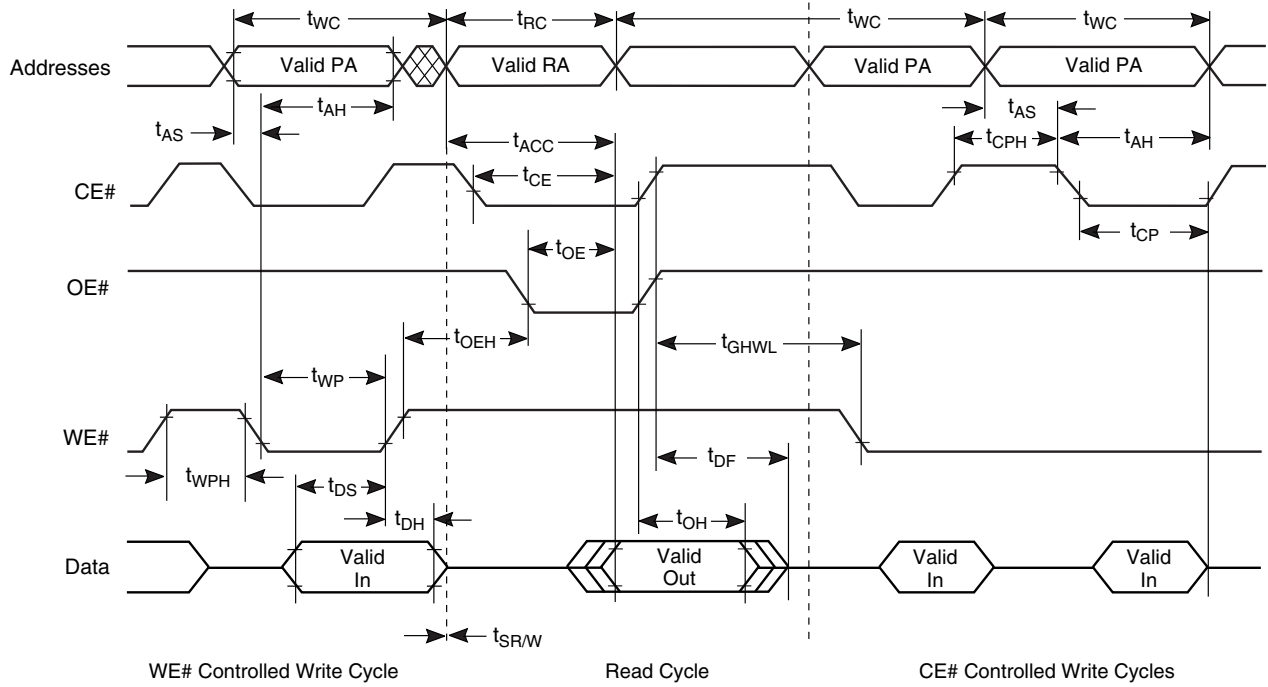 tWC tRC tWC tWC
Addresses Valid PA Valid RA Valid PA Valid PA
tAS tAH tACC tAS
tCPH tAH
CE# tCE
tCP
tOE
OE#
tOEH tGHWL
tWP
WE#
tWPH tDS tDF
tDH tOH
Data Valid In Valid Out Valid In Valid In
tSR/W
WE# Controlled Write Cycle Read Cycle CE# Controlled Write Cycles